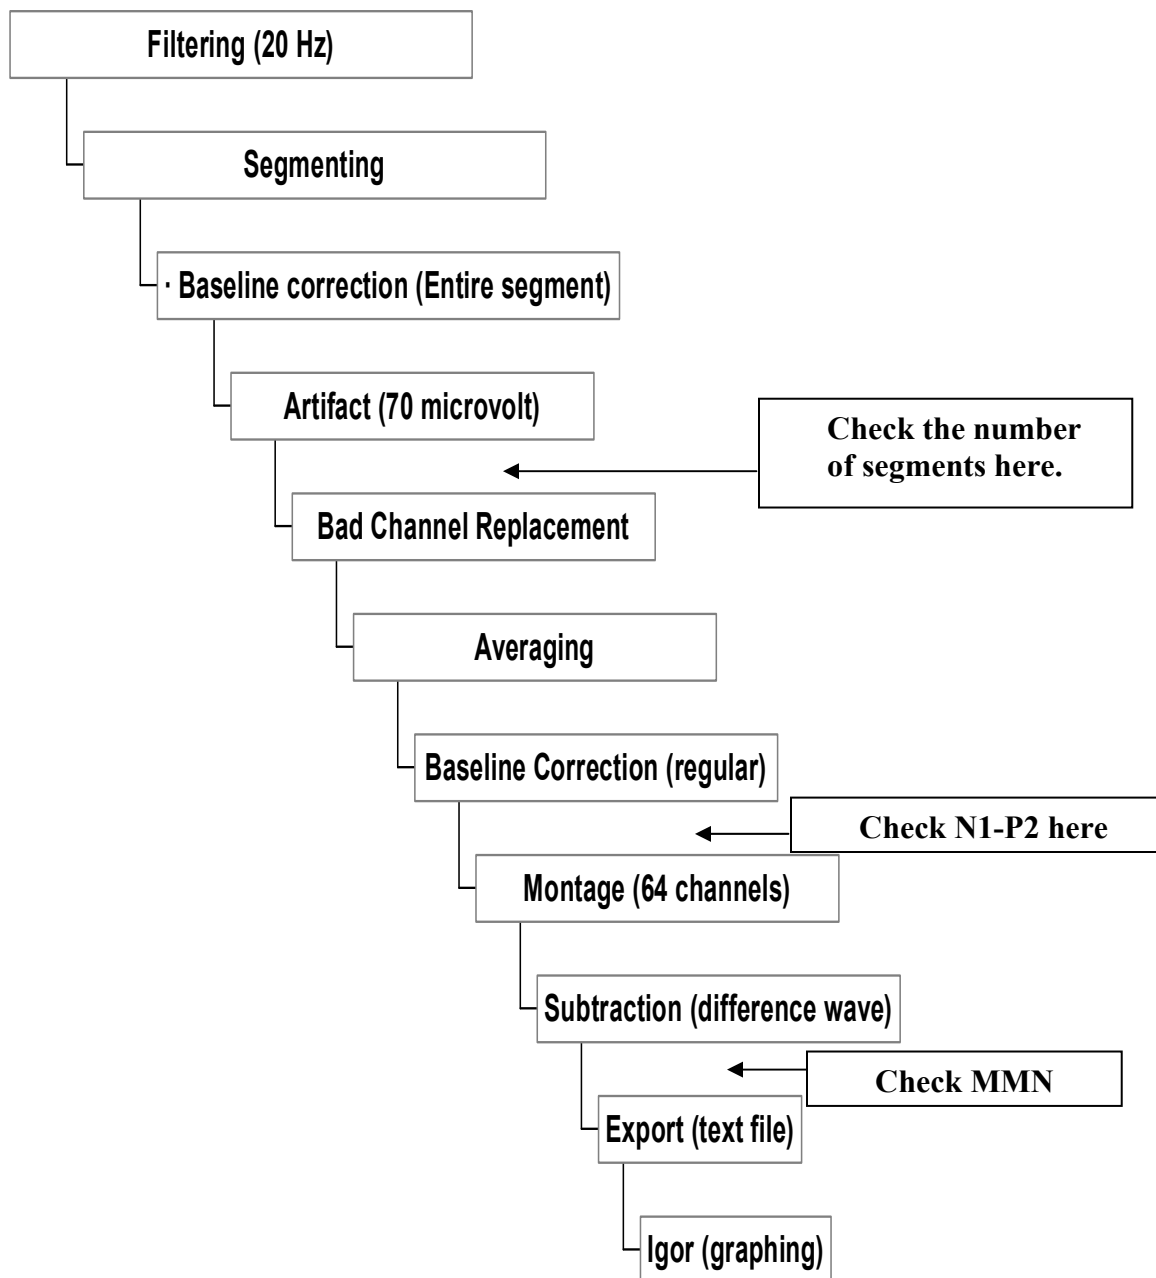 Filtering (20 Hz)
Segmenting
· Baseline correction (Entire segment)
Artifact (70 microvolt)
Check the number
of segments here.
Bad Channel Replacement
Averaging
Baseline Correction (regular)
Check N1-P2 here
Montage (64 channels)
Subtraction (difference wave)
Check MMN
Export (text file)
Igor (graphing)